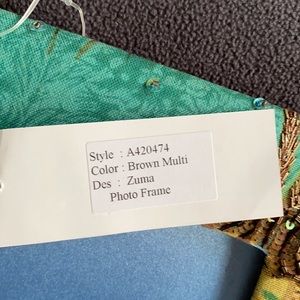 Style : A420474
Color : Brown Multi
Des : Zuma
Photo Frame